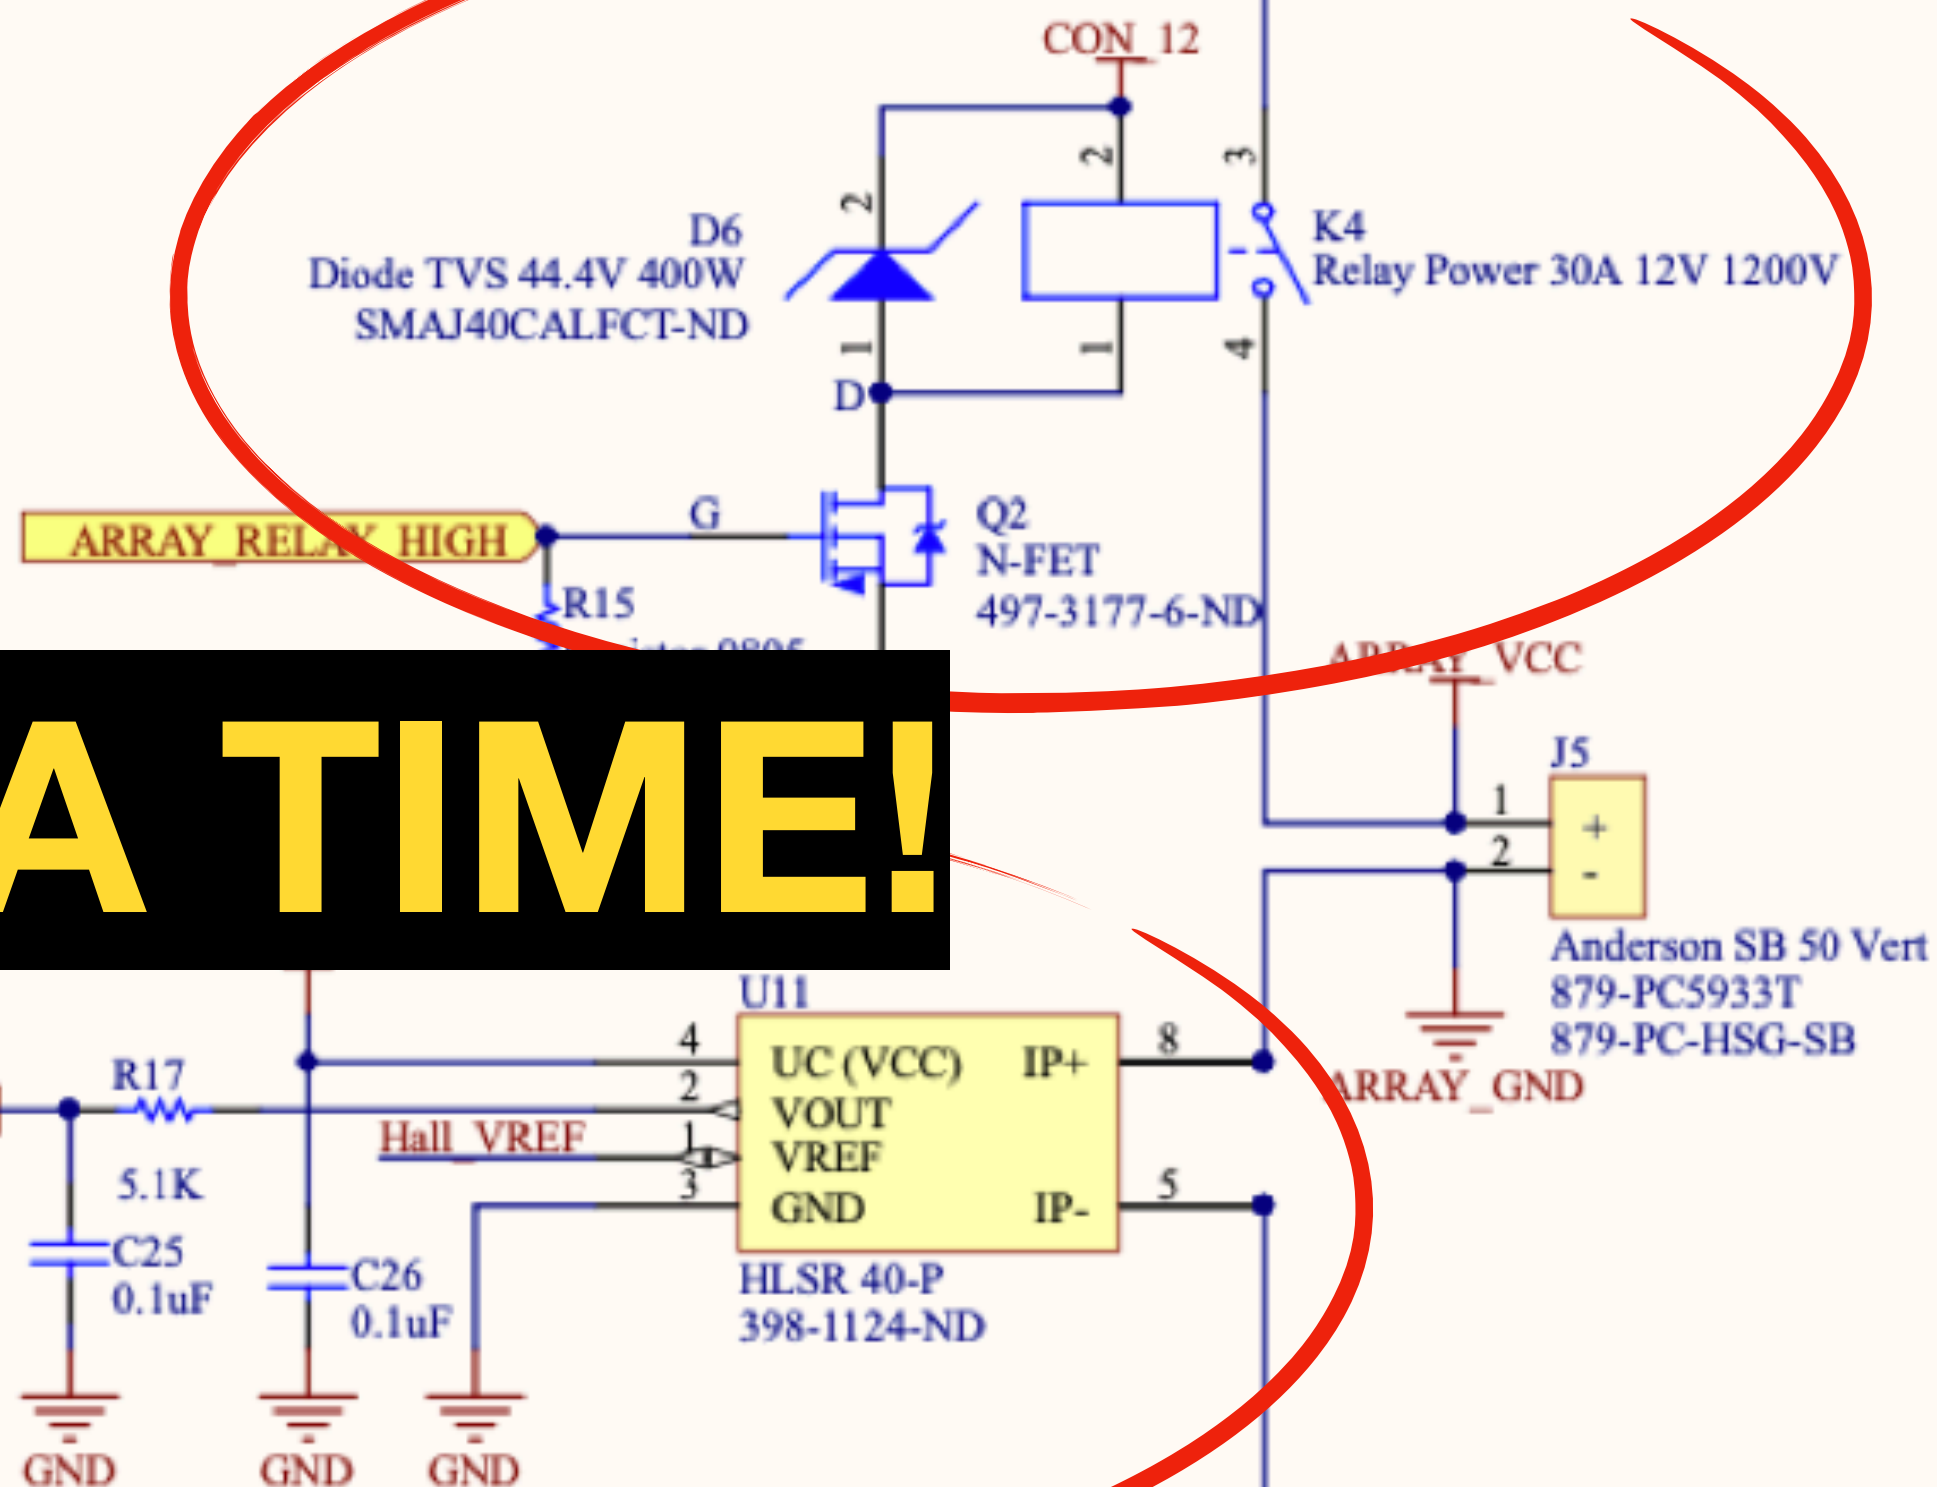 CON_12
2
3
2
D6
Diode TVS 44.4V 400W
SMAJ40CALFCT-ND
K4
Relay Power 30A 12V 1200V
1
1
4
D
ARRAY_RELAY_HIGH
G
Q2
N-FET
497-3177-6-ND
R15
0805
ARRAY_VCC
A TIME!
J5
1
+
2
-
Anderson SB 50 Vert
879-PC5933T
879-PC-HSG-SB
ARRAY_GND
U11
4
UC (VCC)
IP+
8
2
VOUT
Hall_VREF
1
VREF
3
GND
IP-
5
HLSR 40-P
398-1124-ND
R17
5.1K
C25
0.1uF
C26
0.1uF
GND
GND
GND